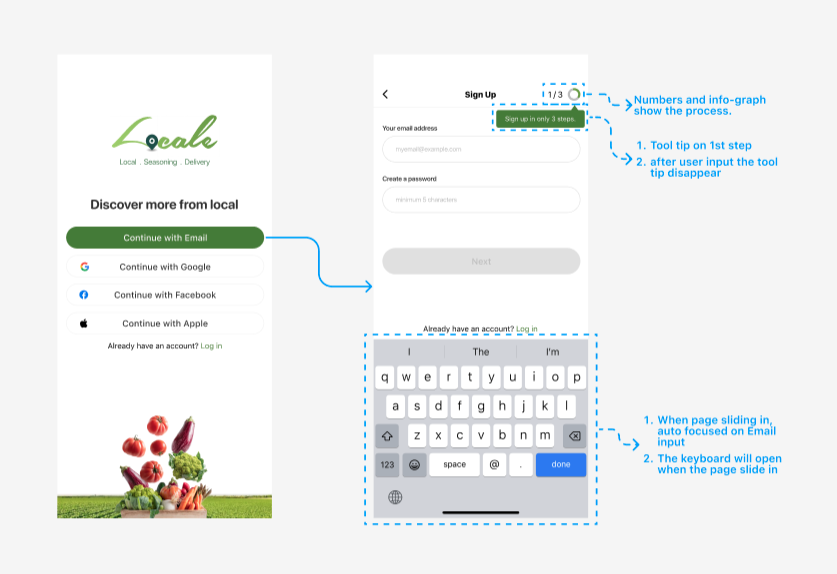 Locale
Local . Seasoning . Delivery
Discover more from local
Continue with Email
Continue with Google
Continue with Facebook
Continue with Apple
Already have an account? Log in
Sign Up
1 / 3
Sign up in only 3 steps.
Your email address
myemail@example.com
Create a password
minimum 5 characters
Next
Already have an account? Log in
I The I'm
q w e r t y u i o p
a s d f g h j k l
z x c v b n m
123 space @ . done
Numbers and info-graph
show the process.
1. Tool tip on 1st step
2. after user input the tool
tip disappear
1. When page sliding in,
auto focused on Email
input
2. The keyboard will open
when the page slide in